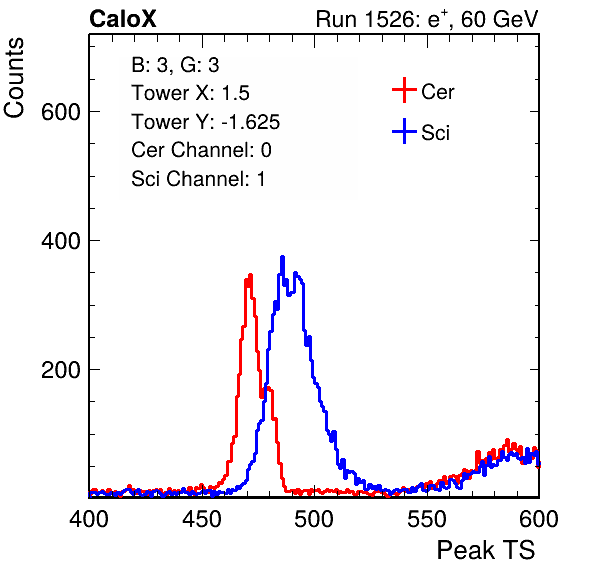 CaloX Run 1526: e⁺, 60 GeV
Counts
B: 3, G: 3
Tower X: 1.5
Tower Y: -1.625
Cer Channel: 0
Sci Channel: 1
Cer
Sci
600
400
200
400 450 500 550 600
Peak TS